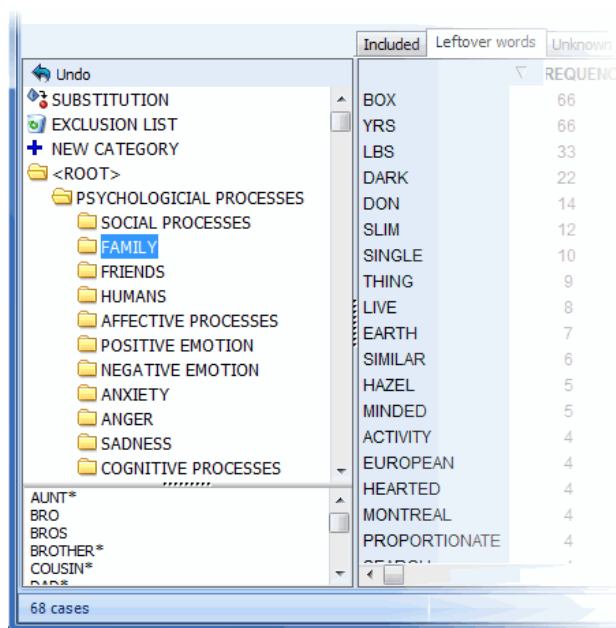 Included Leftover words Unknown
Undo
SUBSTITUTION
EXCLUSION LIST
NEW CATEGORY
<ROOT>
PSYCHOLOGICIAL PROCESSES
SOCIAL PROCESSES
FAMILY
FRIENDS
HUMANS
AFFECTIVE PROCESSES
POSITIVE EMOTION
NEGATIVE EMOTION
ANXIETY
ANGER
SADNESS
COGNITIVE PROCESSES
AUNT*
BRO
BROS
BROTHER*
COUSIN*
DAD*
REQUENC
BOX 66
YRS 66
LBS 33
DARK 22
DON 14
SLIM 12
SINGLE 10
THING 9
LIVE 8
EARTH 7
SIMILAR 6
HAZEL 5
MINDED 5
ACTIVITY 4
EUROPEAN 4
HEARTED 4
MONTREAL 4
PROPORTIONATE 4
68 cases